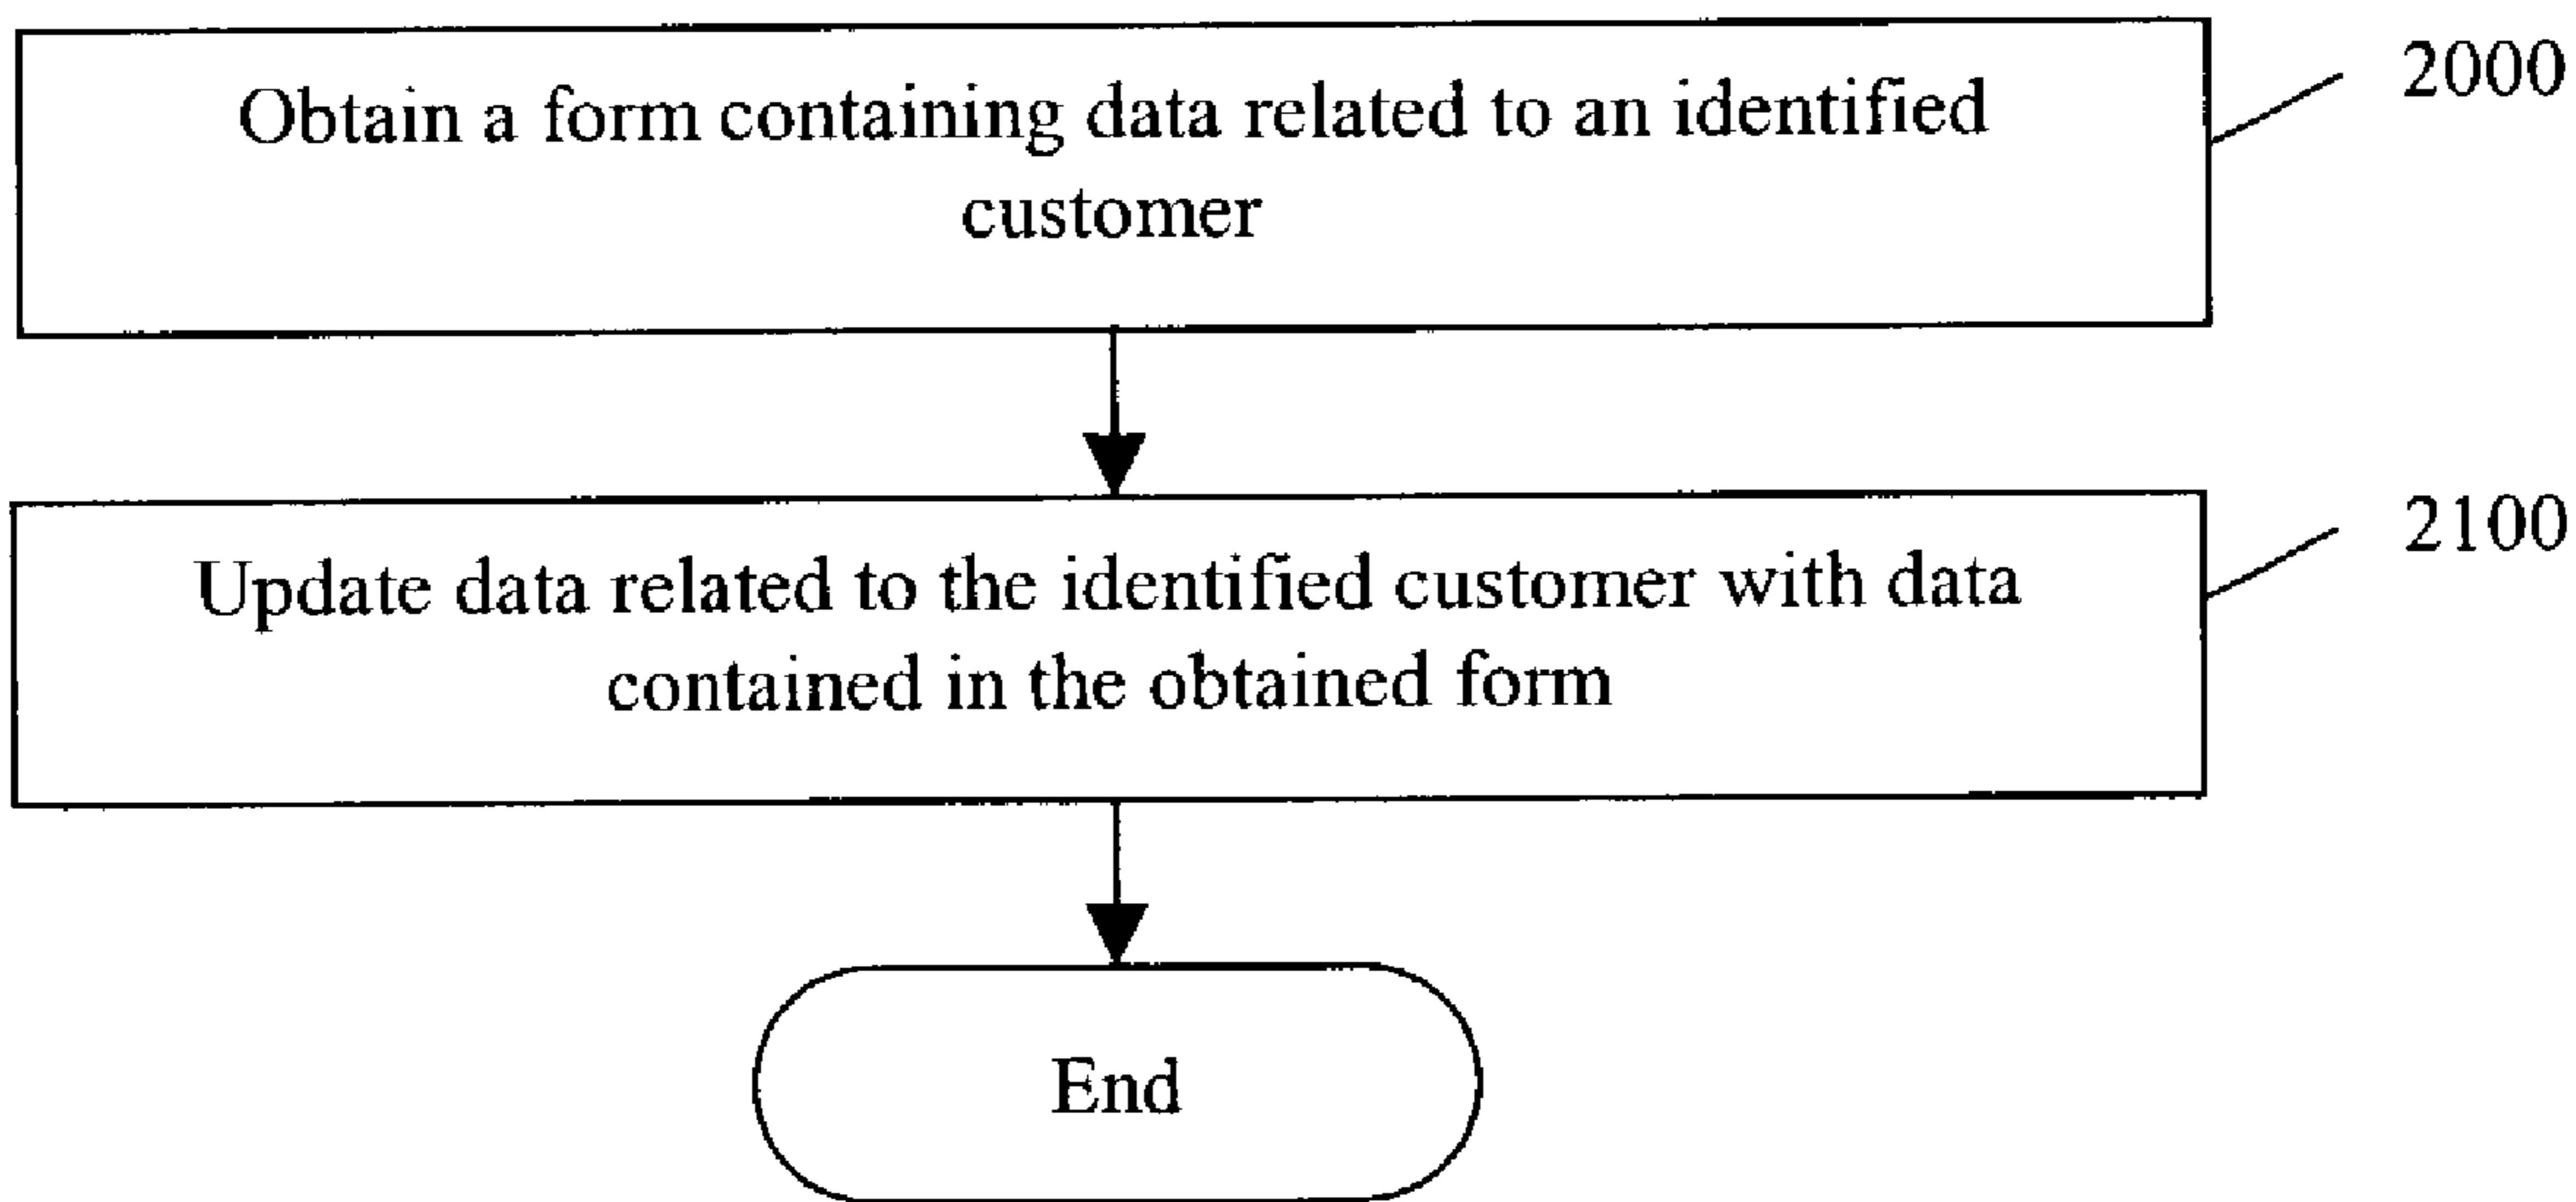 Obtain a form containing data related to an identified
customer
2000
Update data related to the identified customer with data
contained in the obtained form
2100
End